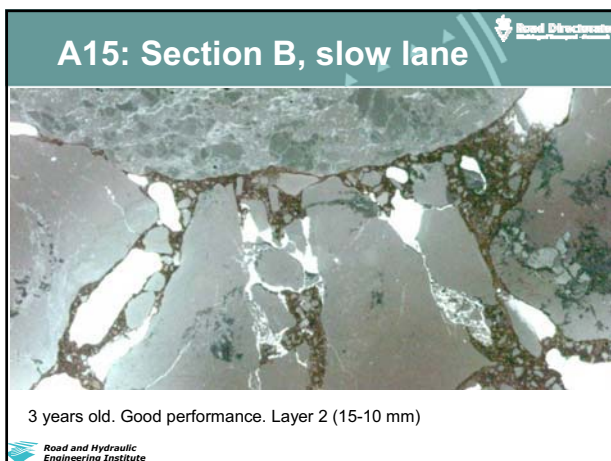 Road Directorate
A15: Section B, slow lane
3 years old. Good performance. Layer 2 (15-10 mm)
Road and Hydraulic
Engineering Institute